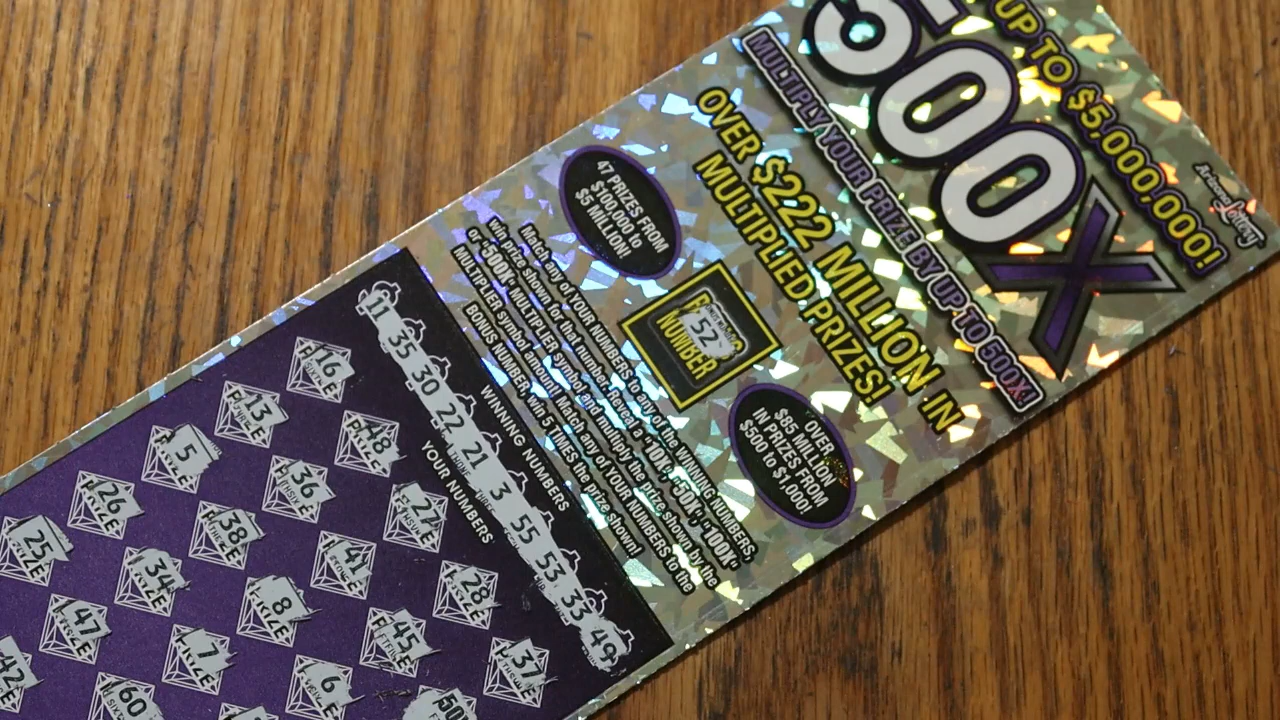 UP TO $5,000,000!
Arizona Lottery
500X
MULTIPLY YOUR PRIZE BY UP TO 500X!
OVER $222 MILLION IN
MULTIPLIED PRIZES!
47 PRIZES FROM
$100,000 to
$5 MILLION!
52
NUMBER
OVER
$85 MILLION
IN PRIZES FROM
$500 to $1,000!
Match any of YOUR NUMBERS to any of the WINNING NUMBERS,
win prize shown for that number. Reveal a "10X", "50X", "100X"
or "500X" MULTIPLIER symbol and multiply the prize shown by the
MULTIPLIER symbol amount. Match any of YOUR NUMBERS to the
BONUS NUMBER, win 5 TIMES the prize shown!
WINNING NUMBERS
11 35 30 22 21 3 55 53 33 49
YOUR NUMBERS
16 48 27 28 37
13 36 41 45 50
5 38 8 6
26 34 7
25 47 60
42